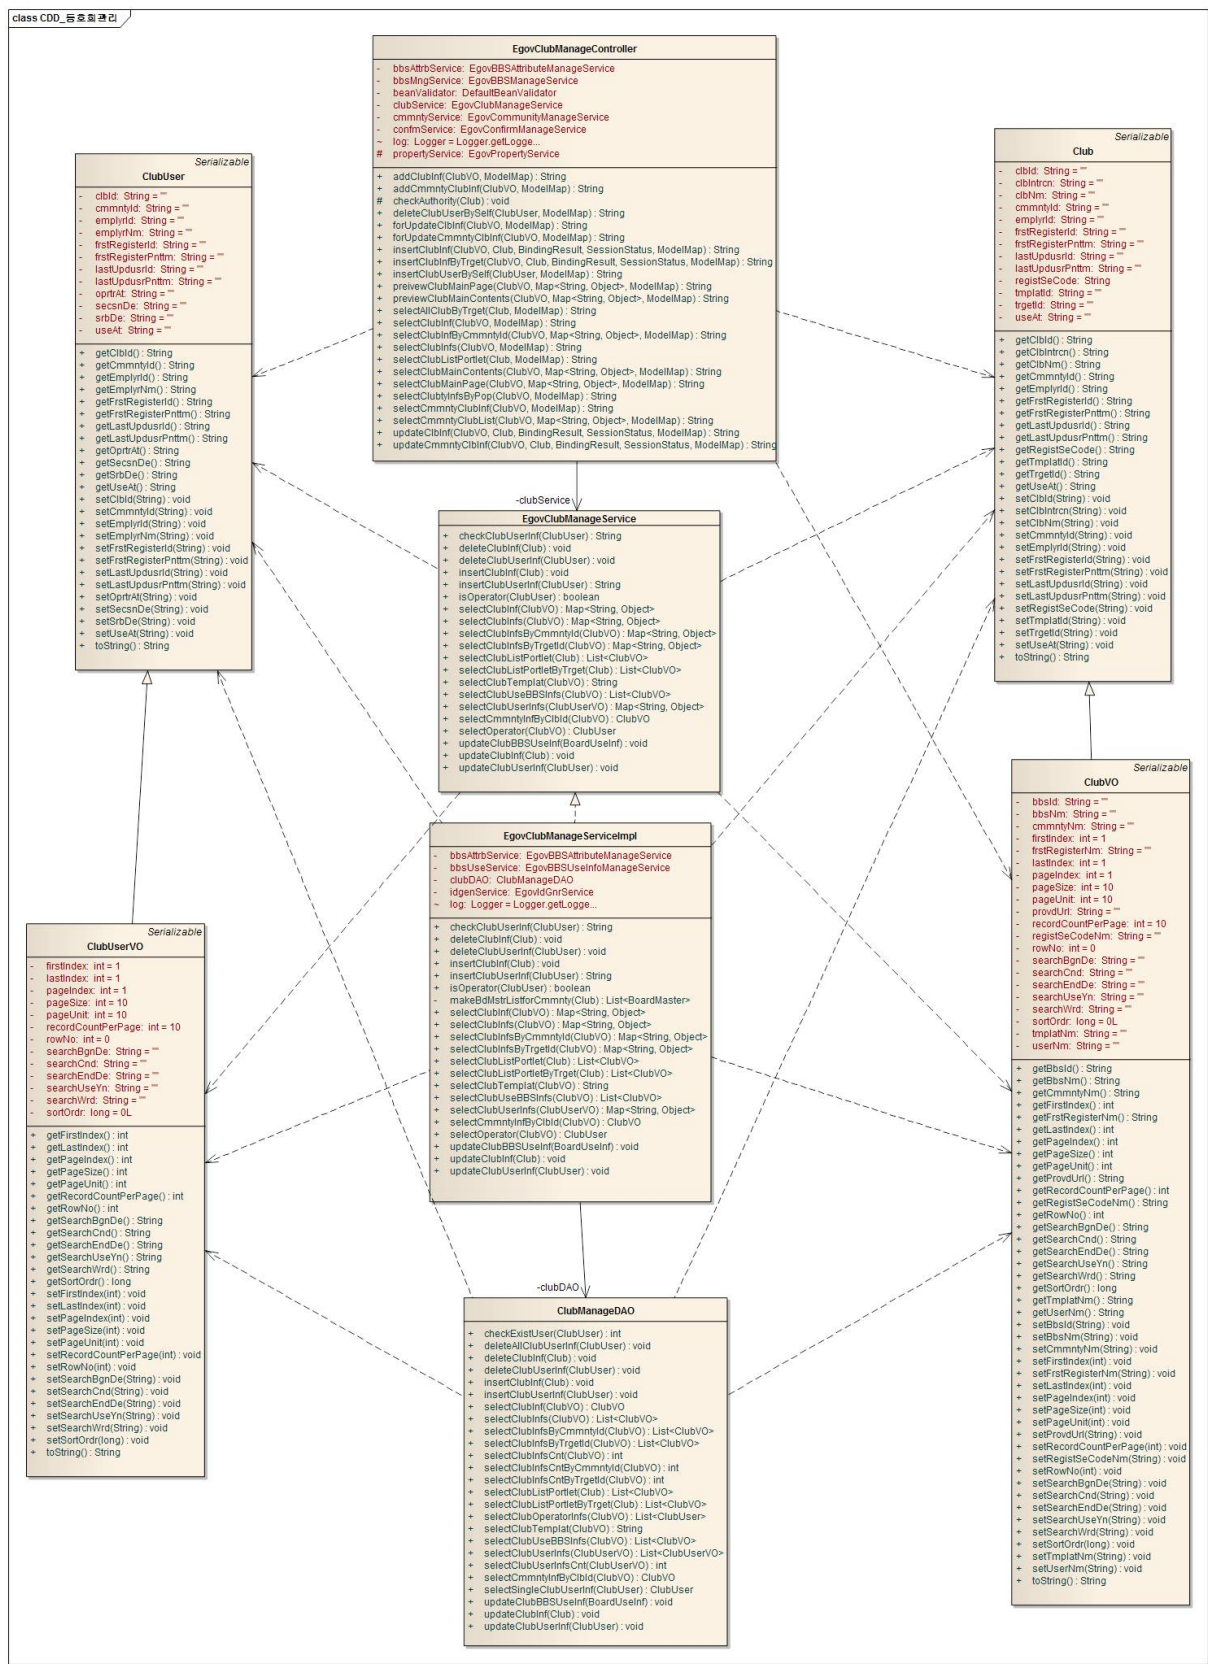 class CDD_동호회관리
EgovClubManageController
- bbsAttrbService: EgovBBSAttributeManageService
- bbsMngService: EgovBBSManageService
- beanValidator: DefaultBeanValidator
- clubService: EgovClubManageService
- cmmntyService: EgovCommunityManageService
- confmService: EgovConfirmManageService
~ log: Logger = Logger.getLogge...
# propertyService: EgovPropertyService
+ addClubInf(ClubVO, ModelMap) : String
+ addCmmntyClubInf(ClubVO, ModelMap) : String
# checkAuthority(Club) : void
+ deleteClubUserBySelf(ClubUser, ModelMap) : String
+ forUpdateClbInf(ClubVO, ModelMap) : String
+ forUpdateCmmntyClbInf(ClubVO, ModelMap) : String
+ insertClubInf(ClubVO, Club, BindingResult, SessionStatus, ModelMap) : String
+ insertClubInfByTrget(ClubVO, Club, BindingResult, SessionStatus, ModelMap) : String
+ insertClubUserBySelf(ClubUser, ModelMap) : String
+ preivewClubMainPage(ClubVO, Map<String, Object>, ModelMap) : String
+ previewClubMainContents(ClubVO, Map<String, Object>, ModelMap) : String
+ selectAllClubByTrget(Club, ModelMap) : String
+ selectClubInf(ClubVO, ModelMap) : String
+ selectClubInfByCmmntyId(ClubVO, Map<String, Object>, ModelMap) : String
+ selectClubInfs(ClubVO, ModelMap) : String
+ selectClubListPortlet(Club, ModelMap) : String
+ selectClubMainContents(ClubVO, Map<String, Object>, ModelMap) : String
+ selectClubMainPage(ClubVO, Map<String, Object>, ModelMap) : String
+ selectClubtyInfsByPop(ClubVO, ModelMap) : String
+ selectCmmntyClubInf(ClubVO, ModelMap) : String
+ selectCmmntyClubList(ClubVO, Map<String, Object>, ModelMap) : String
+ updateClbInf(ClubVO, Club, BindingResult, SessionStatus, ModelMap) : String
+ updateCmmntyClbInf(ClubVO, Club, BindingResult, SessionStatus, ModelMap) : String
Serializable
ClubUser
- clbId: String = ""
- cmmntyId: String = ""
- emplyrId: String = ""
- emplyrNm: String = ""
- frstRegisterId: String = ""
- frstRegisterPnttm: String = ""
- lastUpdusrId: String = ""
- lastUpdusrPnttm: String = ""
- oprtrAt: String = ""
- secsnDe: String = ""
- srbDe: String = ""
- useAt: String = ""
+ getClbId() : String
+ getCmmntyId() : String
+ getEmplyrId() : String
+ getEmplyrNm() : String
+ getFrstRegisterId() : String
+ getFrstRegisterPnttm() : String
+ getLastUpdusrId() : String
+ getLastUpdusrPnttm() : String
+ getOprtrAt() : String
+ getSecsnDe() : String
+ getSrbDe() : String
+ getUseAt() : String
+ setClbId(String) : void
+ setCmmntyId(String) : void
+ setEmplyrId(String) : void
+ setEmplyrNm(String) : void
+ setFrstRegisterId(String) : void
+ setFrstRegisterPnttm(String) : void
+ setLastUpdusrId(String) : void
+ setLastUpdusrPnttm(String) : void
+ setOprtrAt(String) : void
+ setSecsnDe(String) : void
+ setSrbDe(String) : void
+ setUseAt(String) : void
+ toString() : String
Serializable
Club
- clbId: String = ""
- clbIntrcn: String = ""
- clbNm: String = ""
- cmmntyId: String = ""
- emplyrId: String = ""
- frstRegisterId: String = ""
- frstRegisterPnttm: String = ""
- lastUpdusrId: String = ""
- lastUpdusrPnttm: String = ""
- registSeCode: String
- tmplatId: String = ""
- trgetId: String = ""
- useAt: String = ""
+ getClbId() : String
+ getClbIntrcn() : String
+ getClbNm() : String
+ getCmmntyId() : String
+ getEmplyrId() : String
+ getFrstRegisterId() : String
+ getFrstRegisterPnttm() : String
+ getLastUpdusrId() : String
+ getLastUpdusrPnttm() : String
+ getRegistSeCode() : String
+ getTmplatId() : String
+ getTrgetId() : String
+ getUseAt() : String
+ setClbId(String) : void
+ setClbIntrcn(String) : void
+ setClbNm(String) : void
+ setCmmntyId(String) : void
+ setEmplyrId(String) : void
+ setFrstRegisterId(String) : void
+ setFrstRegisterPnttm(String) : void
+ setLastUpdusrId(String) : void
+ setLastUpdusrPnttm(String) : void
+ setRegistSeCode(String) : void
+ setTmplatId(String) : void
+ setTrgetId(String) : void
+ setUseAt(String) : void
+ toString() : String
-clubService
EgovClubManageService
+ checkClubUserInf(ClubUser) : String
+ deleteClubInf(Club) : void
+ deleteClubUserInf(ClubUser) : void
+ insertClubInf(Club) : void
+ insertClubUserInf(ClubUser) : String
+ isOperator(ClubUser) : boolean
+ selectClubInf(ClubVO) : Map<String, Object>
+ selectClubInfs(ClubVO) : Map<String, Object>
+ selectClubInfsByCmmntyId(ClubVO) : Map<String, Object>
+ selectClubInfsByTrgetId(ClubVO) : Map<String, Object>
+ selectClubListPortlet(Club) : List<ClubVO>
+ selectClubListPortletByTrget(Club) : List<ClubVO>
+ selectClubTemplat(ClubVO) : String
+ selectClubUseBBSInfs(ClubVO) : List<ClubVO>
+ selectClubUserInfs(ClubUserVO) : Map<String, Object>
+ selectCmmntyInfByClbId(ClubVO) : ClubVO
+ selectOperator(ClubVO) : ClubUser
+ updateClubBBSUseInf(BoardUseInf) : void
+ updateClubInf(Club) : void
+ updateClubUserInf(ClubUser) : void
EgovClubManageServiceImpl
- bbsAttrbService: EgovBBSAttributeManageService
- bbsUseService: EgovBBSUseInfoManageService
- clubDAO: ClubManageDAO
- idgenService: EgovIdGnrService
~ log: Logger = Logger.getLogge...
+ checkClubUserInf(ClubUser) : String
+ deleteClubInf(Club) : void
+ deleteClubUserInf(ClubUser) : void
+ insertClubInf(Club) : void
+ insertClubUserInf(ClubUser) : String
+ isOperator(ClubUser) : boolean
- makeBdMstrListforCmmnty(Club) : List<BoardMaster>
+ selectClubInf(ClubVO) : Map<String, Object>
+ selectClubInfs(ClubVO) : Map<String, Object>
+ selectClubInfsByCmmntyId(ClubVO) : Map<String, Object>
+ selectClubInfsByTrgetId(ClubVO) : Map<String, Object>
+ selectClubListPortlet(Club) : List<ClubVO>
+ selectClubListPortletByTrget(Club) : List<ClubVO>
+ selectClubTemplat(ClubVO) : String
+ selectClubUseBBSInfs(ClubVO) : List<ClubVO>
+ selectClubUserInfs(ClubUserVO) : Map<String, Object>
+ selectCmmntyInfByClbId(ClubVO) : ClubVO
+ selectOperator(ClubVO) : ClubUser
+ updateClubBBSUseInf(BoardUseInf) : void
+ updateClubInf(Club) : void
+ updateClubUserInf(ClubUser) : void
Serializable
ClubUserVO
- firstIndex: int = 1
- lastIndex: int = 1
- pageIndex: int = 1
- pageSize: int = 10
- pageUnit: int = 10
- recordCountPerPage: int = 10
- rowNo: int = 0
- searchBgnDe: String = ""
- searchCnd: String = ""
- searchEndDe: String = ""
- searchUseYn: String = ""
- searchWrd: String = ""
- sortOrdr: long = 0L
+ getFirstIndex() : int
+ getLastIndex() : int
+ getPageIndex() : int
+ getPageSize() : int
+ getPageUnit() : int
+ getRecordCountPerPage() : int
+ getRowNo() : int
+ getSearchBgnDe() : String
+ getSearchCnd() : String
+ getSearchEndDe() : String
+ getSearchUseYn() : String
+ getSearchWrd() : String
+ getSortOrdr() : long
+ setFirstIndex(int) : void
+ setLastIndex(int) : void
+ setPageIndex(int) : void
+ setPageSize(int) : void
+ setPageUnit(int) : void
+ setRecordCountPerPage(int) : void
+ setRowNo(int) : void
+ setSearchBgnDe(String) : void
+ setSearchCnd(String) : void
+ setSearchEndDe(String) : void
+ setSearchUseYn(String) : void
+ setSearchWrd(String) : void
+ setSortOrdr(long) : void
+ toString() : String
Serializable
ClubVO
- bbsId: String = ""
- bbsNm: String = ""
- cmmntyNm: String = ""
- firstIndex: int = 1
- frstRegisterNm: String = ""
- lastIndex: int = 1
- pageIndex: int = 1
- pageSize: int = 10
- pageUnit: int = 10
- provdUrl: String = ""
- recordCountPerPage: int = 10
- registSeCodeNm: String = ""
- rowNo: int = 0
- searchBgnDe: String = ""
- searchCnd: String = ""
- searchEndDe: String = ""
- searchUseYn: String = ""
- searchWrd: String = ""
- sortOrdr: long = 0L
- tmplatNm: String = ""
- userNm: String = ""
+ getBbsId() : String
+ getBbsNm() : String
+ getCmmntyNm() : String
+ getFirstIndex() : int
+ getFrstRegisterNm() : String
+ getLastIndex() : int
+ getPageIndex() : int
+ getPageSize() : int
+ getPageUnit() : int
+ getProvdUrl() : String
+ getRecordCountPerPage() : int
+ getRegistSeCodeNm() : String
+ getRowNo() : int
+ getSearchBgnDe() : String
+ getSearchCnd() : String
+ getSearchEndDe() : String
+ getSearchUseYn() : String
+ getSearchWrd() : String
+ getSortOrdr() : long
+ getTmplatNm() : String
+ getUserNm() : String
+ setBbsId(String) : void
+ setBbsNm(String) : void
+ setCmmntyNm(String) : void
+ setFirstIndex(int) : void
+ setFrstRegisterNm(String) : void
+ setLastIndex(int) : void
+ setPageIndex(int) : void
+ setPageSize(int) : void
+ setPageUnit(int) : void
+ setProvdUrl(String) : void
+ setRecordCountPerPage(int) : void
+ setRegistSeCodeNm(String) : void
+ setRowNo(int) : void
+ setSearchBgnDe(String) : void
+ setSearchCnd(String) : void
+ setSearchEndDe(String) : void
+ setSearchUseYn(String) : void
+ setSearchWrd(String) : void
+ setSortOrdr(long) : void
+ setTmplatNm(String) : void
+ setUserNm(String) : void
+ toString() : String
-clubDAO
ClubManageDAO
+ checkExistUser(ClubUser) : int
+ deleteAllClubUserInf(ClubUser) : void
+ deleteClubInf(Club) : void
+ deleteClubUserInf(ClubUser) : void
+ insertClubInf(Club) : void
+ insertClubUserInf(ClubUser) : void
+ selectClubInf(ClubVO) : ClubVO
+ selectClubInfs(ClubVO) : List<ClubVO>
+ selectClubInfsByCmmntyId(ClubVO) : List<ClubVO>
+ selectClubInfsByTrgetId(ClubVO) : List<ClubVO>
+ selectClubInfsCnt(ClubVO) : int
+ selectClubInfsCntByCmmntyId(ClubVO) : int
+ selectClubInfsCntByTrgetId(ClubVO) : int
+ selectClubListPortlet(Club) : List<ClubVO>
+ selectClubListPortletByTrget(Club) : List<ClubVO>
+ selectClubOperatorInfs(ClubVO) : List<ClubUser>
+ selectClubTemplat(ClubVO) : String
+ selectClubUseBBSInfs(ClubVO) : List<ClubVO>
+ selectClubUserInfs(ClubUserVO) : List<ClubUserVO>
+ selectClubUserInfsCnt(ClubUserVO) : int
+ selectCmmntyInfByClbId(ClubVO) : ClubVO
+ selectSingleClubUserInf(ClubUser) : ClubUser
+ updateClubBBSUseInf(BoardUseInf) : void
+ updateClubInf(Club) : void
+ updateClubUserInf(ClubUser) : void